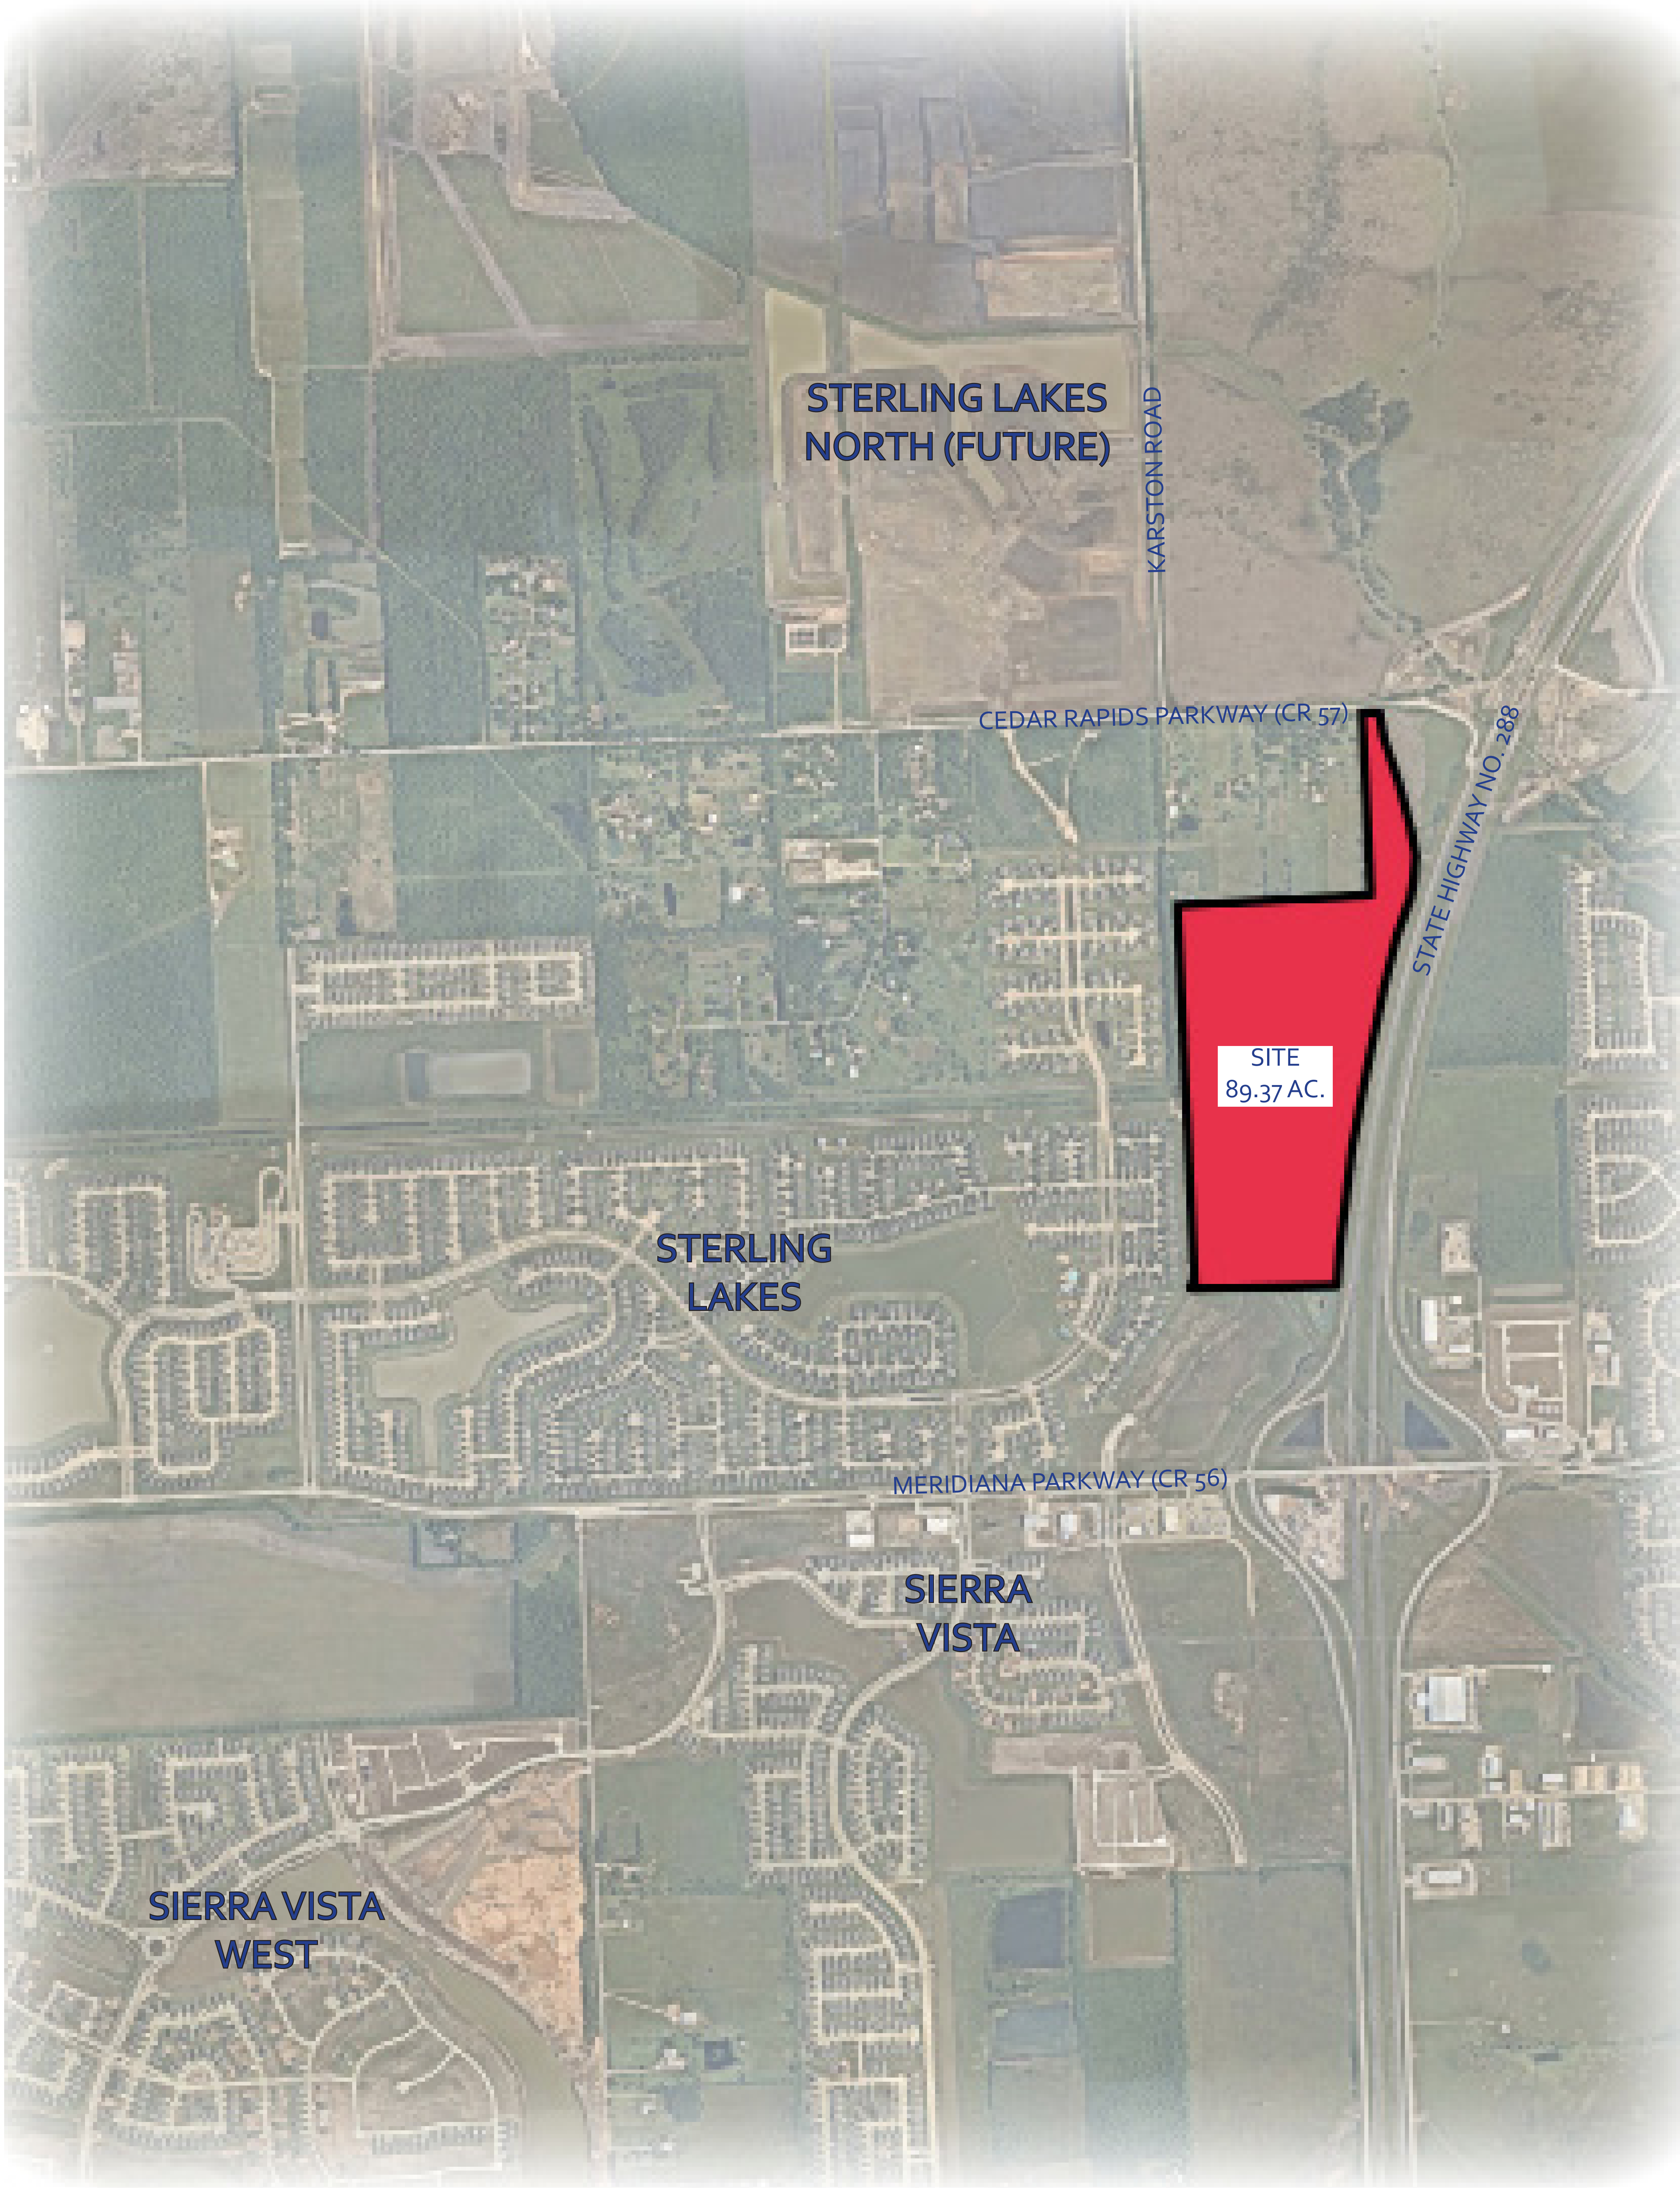 STERLING LAKES
NORTH (FUTURE)
KARSTON ROAD
CEDAR RAPIDS PARKWAY (CR 57)
STATE HIGHWAY NO. 288
SITE
89.37 AC.
STERLING
LAKES
MERIDIANA PARKWAY (CR 56)
SIERRA
VISTA
SIERRA VISTA
WEST